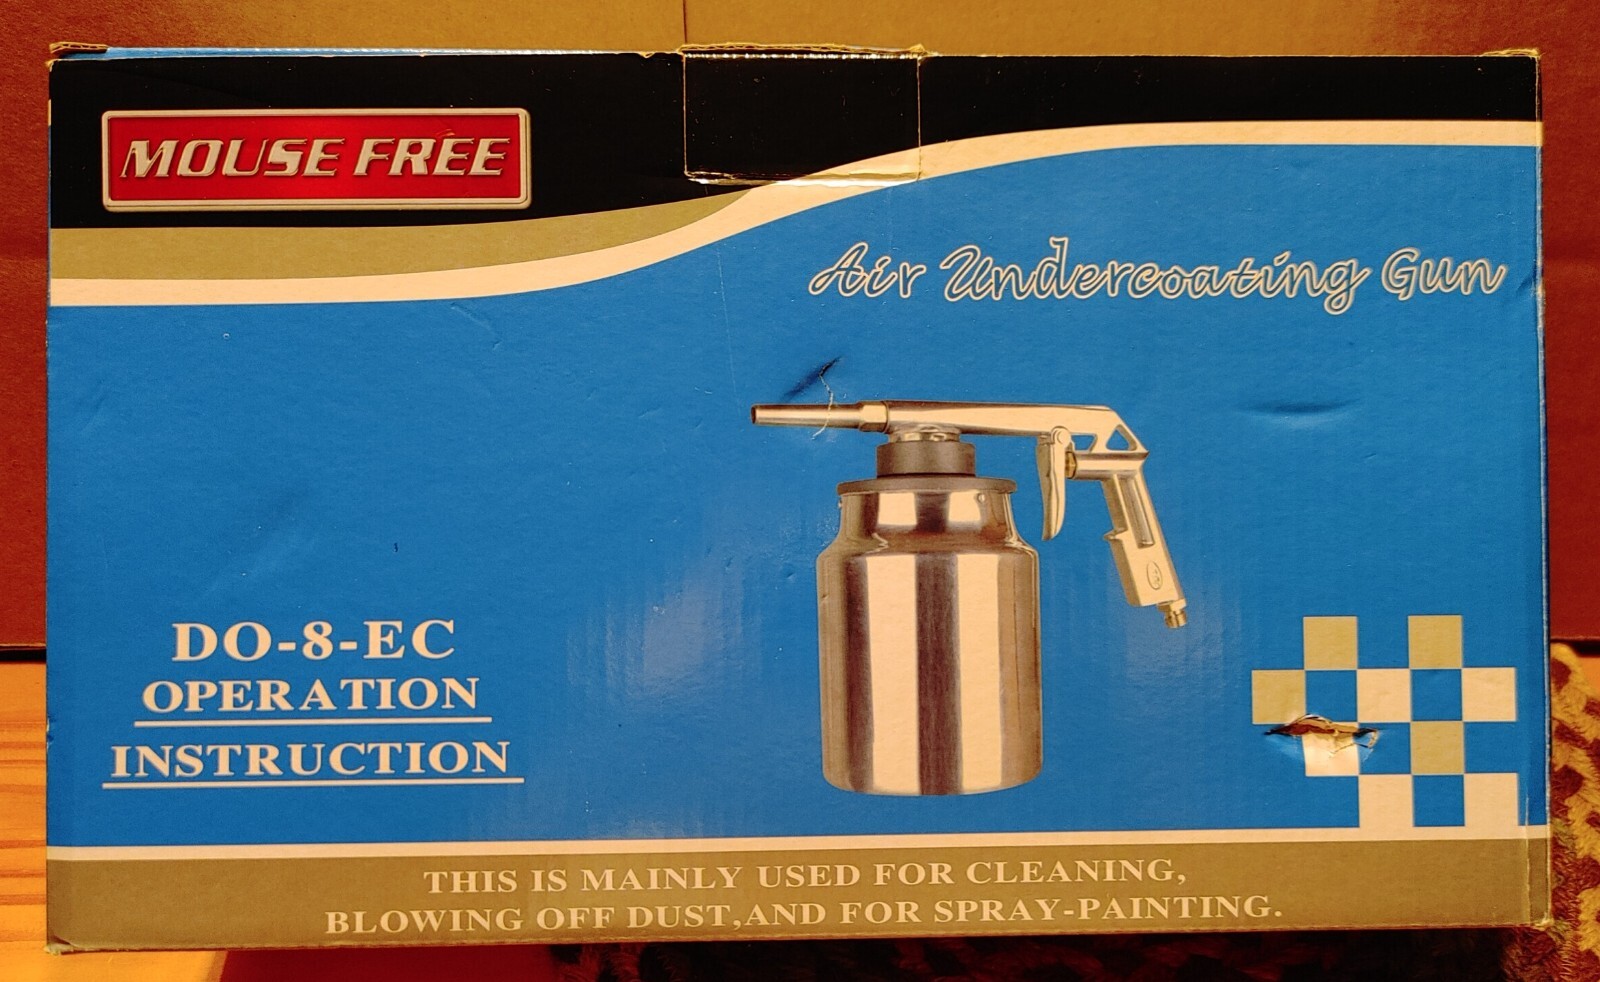 MOUSE FREE
Air Undercoating Gun
DO-8-EC
OPERATION
INSTRUCTION
THIS IS MAINLY USED FOR CLEANING,
BLOWING OFF DUST,AND FOR SPRAY-PAINTING.